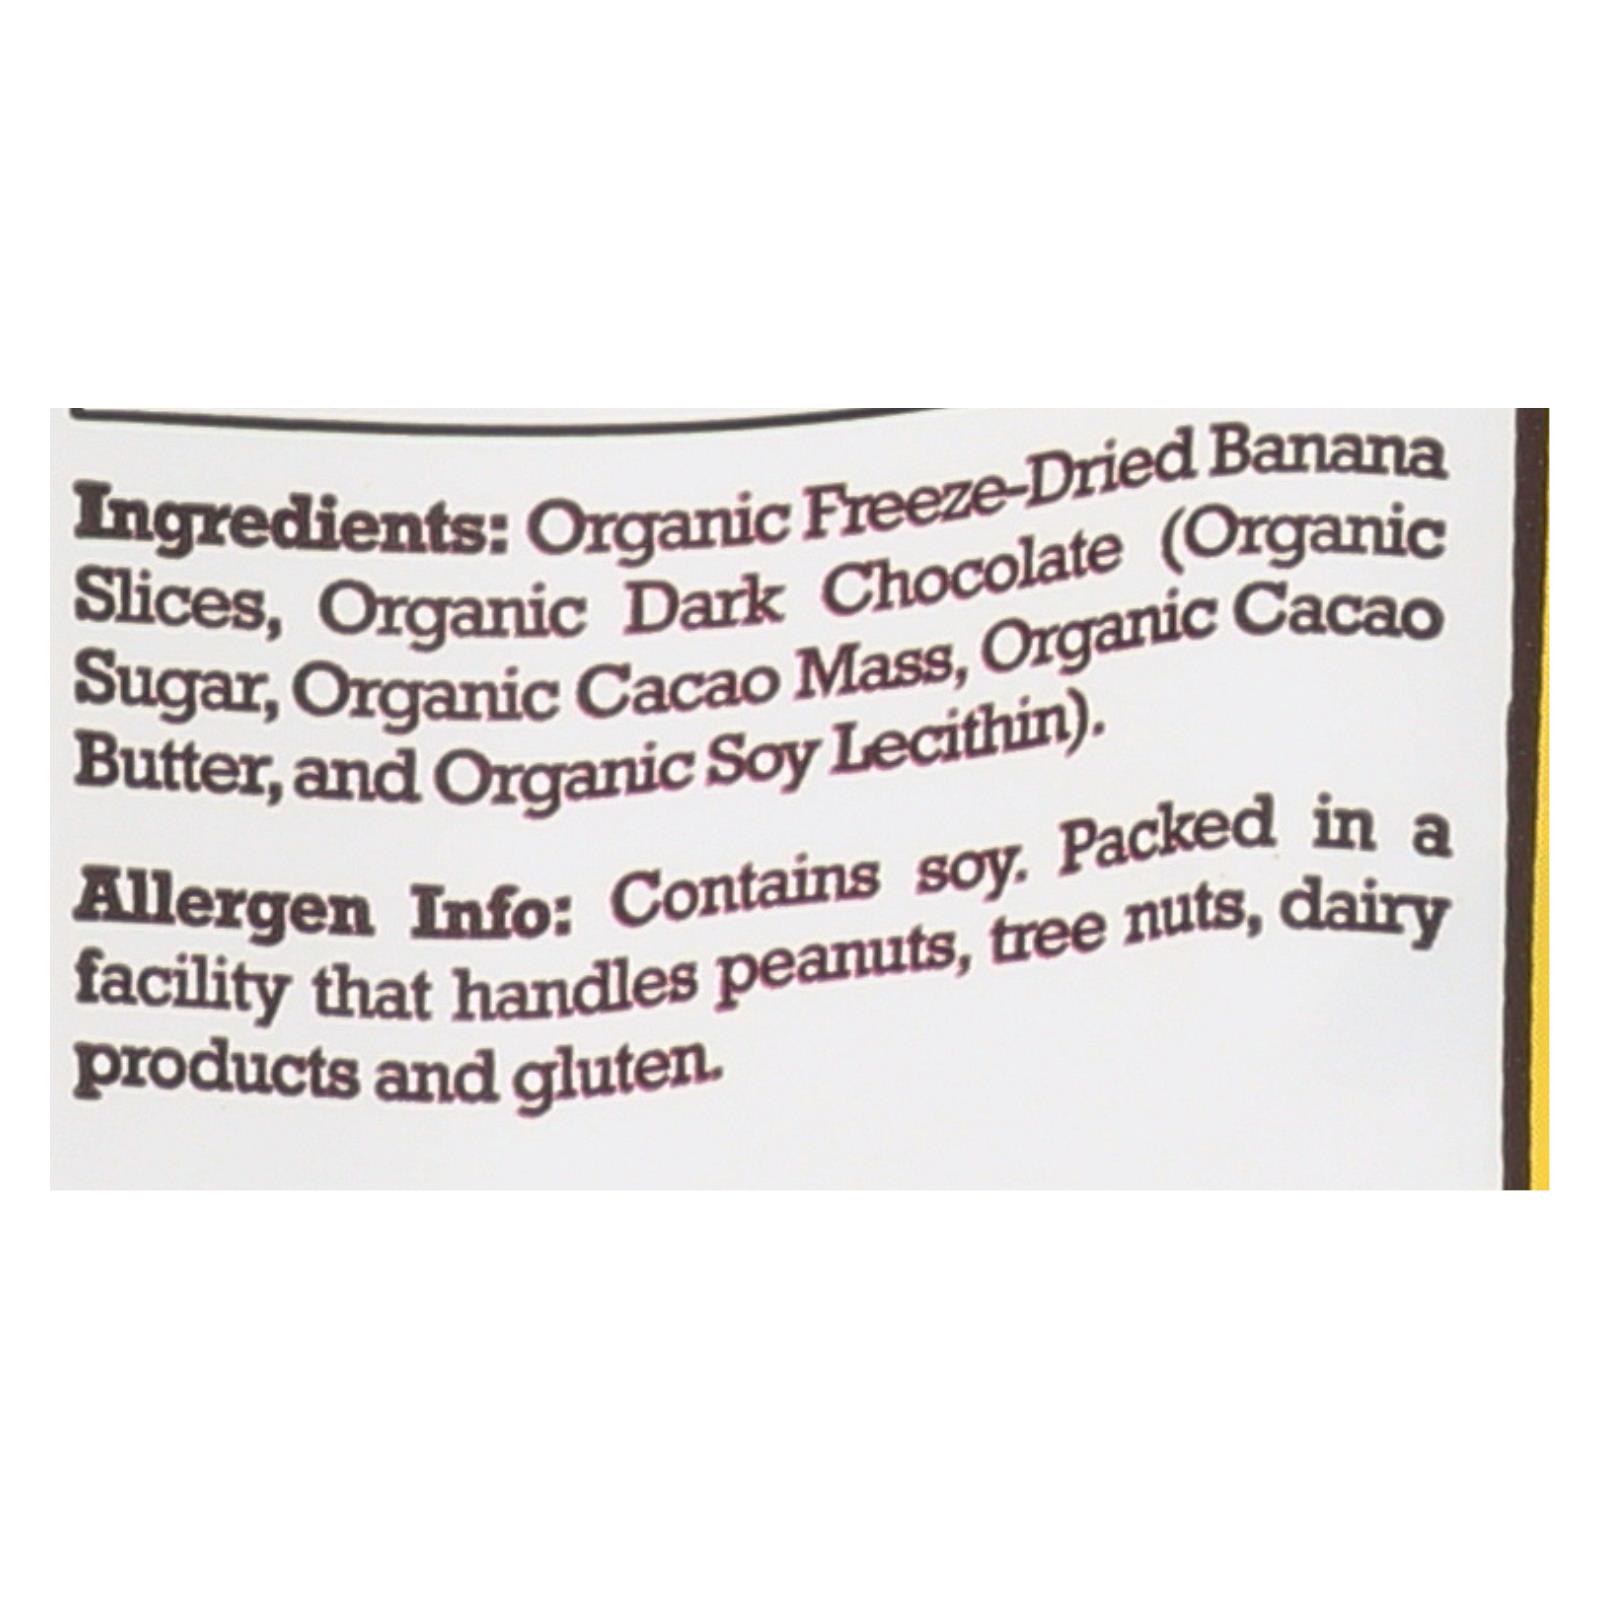 Ingredients: Organic Freeze-Dried Banana
Slices, Organic Dark Chocolate (Organic
Sugar, Organic Cacao Mass, Organic Cacao
Butter, and Organic Soy Lecithin).
Allergen Info: Contains soy. Packed in a
facility that handles peanuts, tree nuts, dairy
products and gluten.